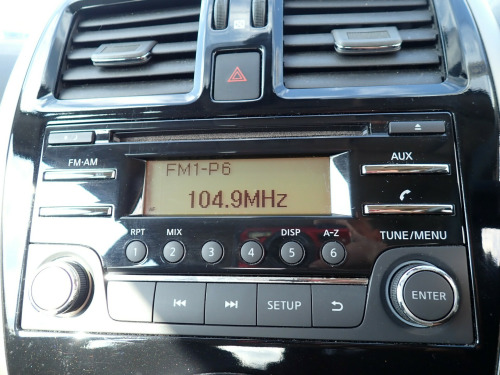 FM1-P6
104.9MHz
FM·AM
AUX
RPT MIX DISP A-Z
TUNE/MENU
1 2 3 4 5 6
SETUP
ENTER